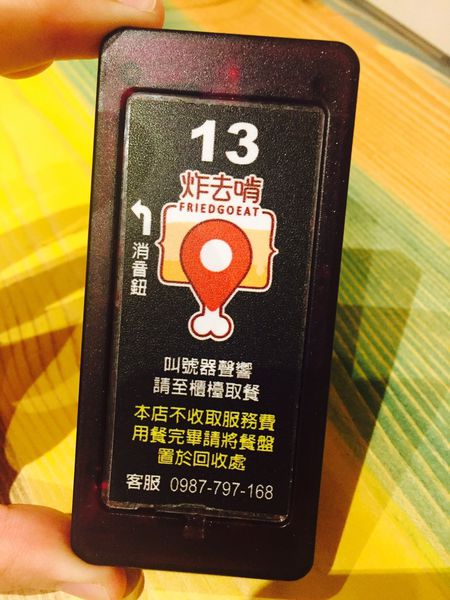 13
炸去啃
FRIEDGOEAT
消音鈕
叫號器聲響
請至櫃檯取餐
本店不收取服務費
用餐完畢請將餐盤
置於回收處
客服 0987-797-168